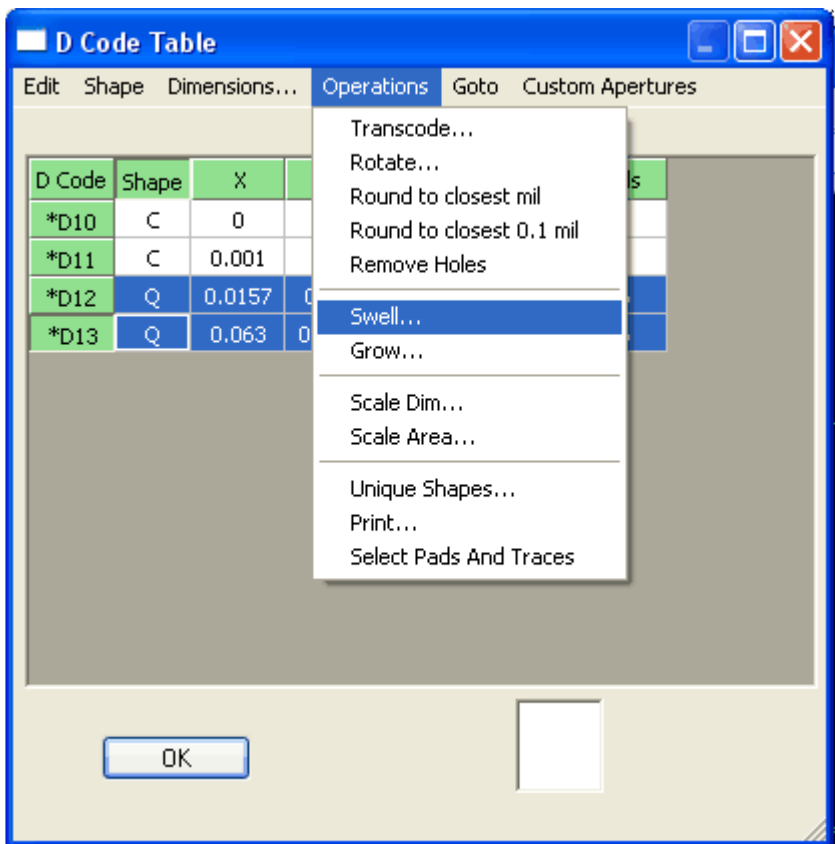 D Code Table
Edit Shape Dimensions... Operations Goto Custom Apertures
Transcode...
Rotate...
Round to closest mil
Round to closest 0.1 mil
Remove Holes
Swell...
Grow...
Scale Dim...
Scale Area...
Unique Shapes...
Print...
Select Pads And Traces
D Code Shape X
*D10 C 0
*D11 C 0.001
*D12 Q 0.0157
*D13 Q 0.063
OK